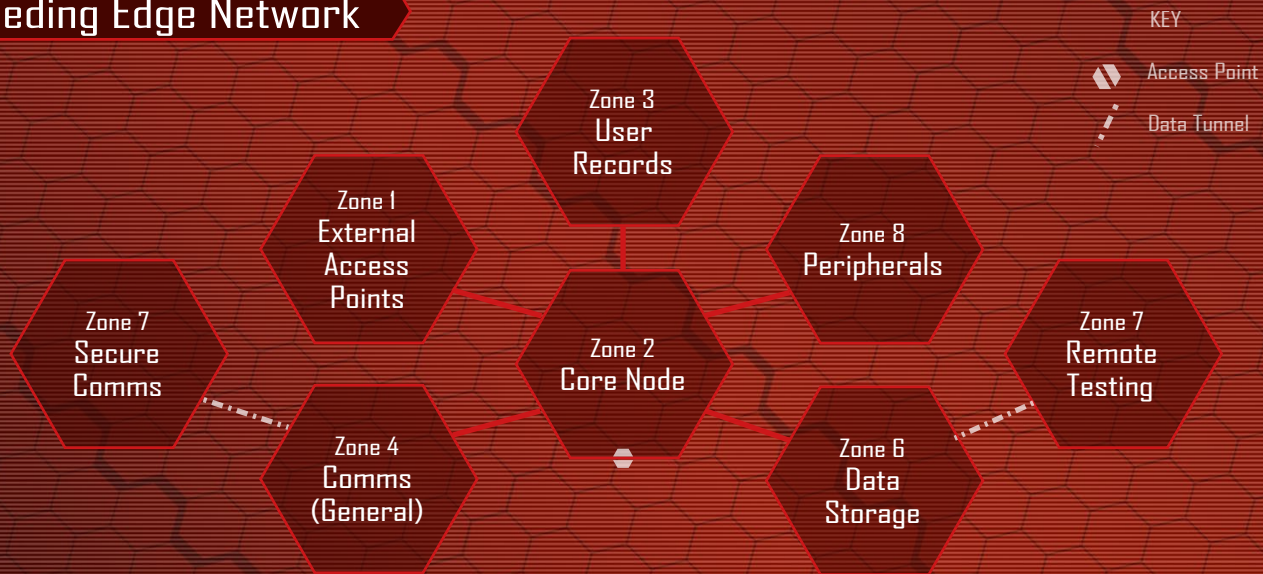 eding Edge Network
KEY
Access Point
Data Tunnel
Zone 3
User
Records
Zone 1
External
Access
Points
Zone 8
Peripherals
Zone 7
Secure
Comms
Zone 2
Core Node
Zone 7
Remote
Testing
Zone 4
Comms
(General)
Zone 6
Data
Storage